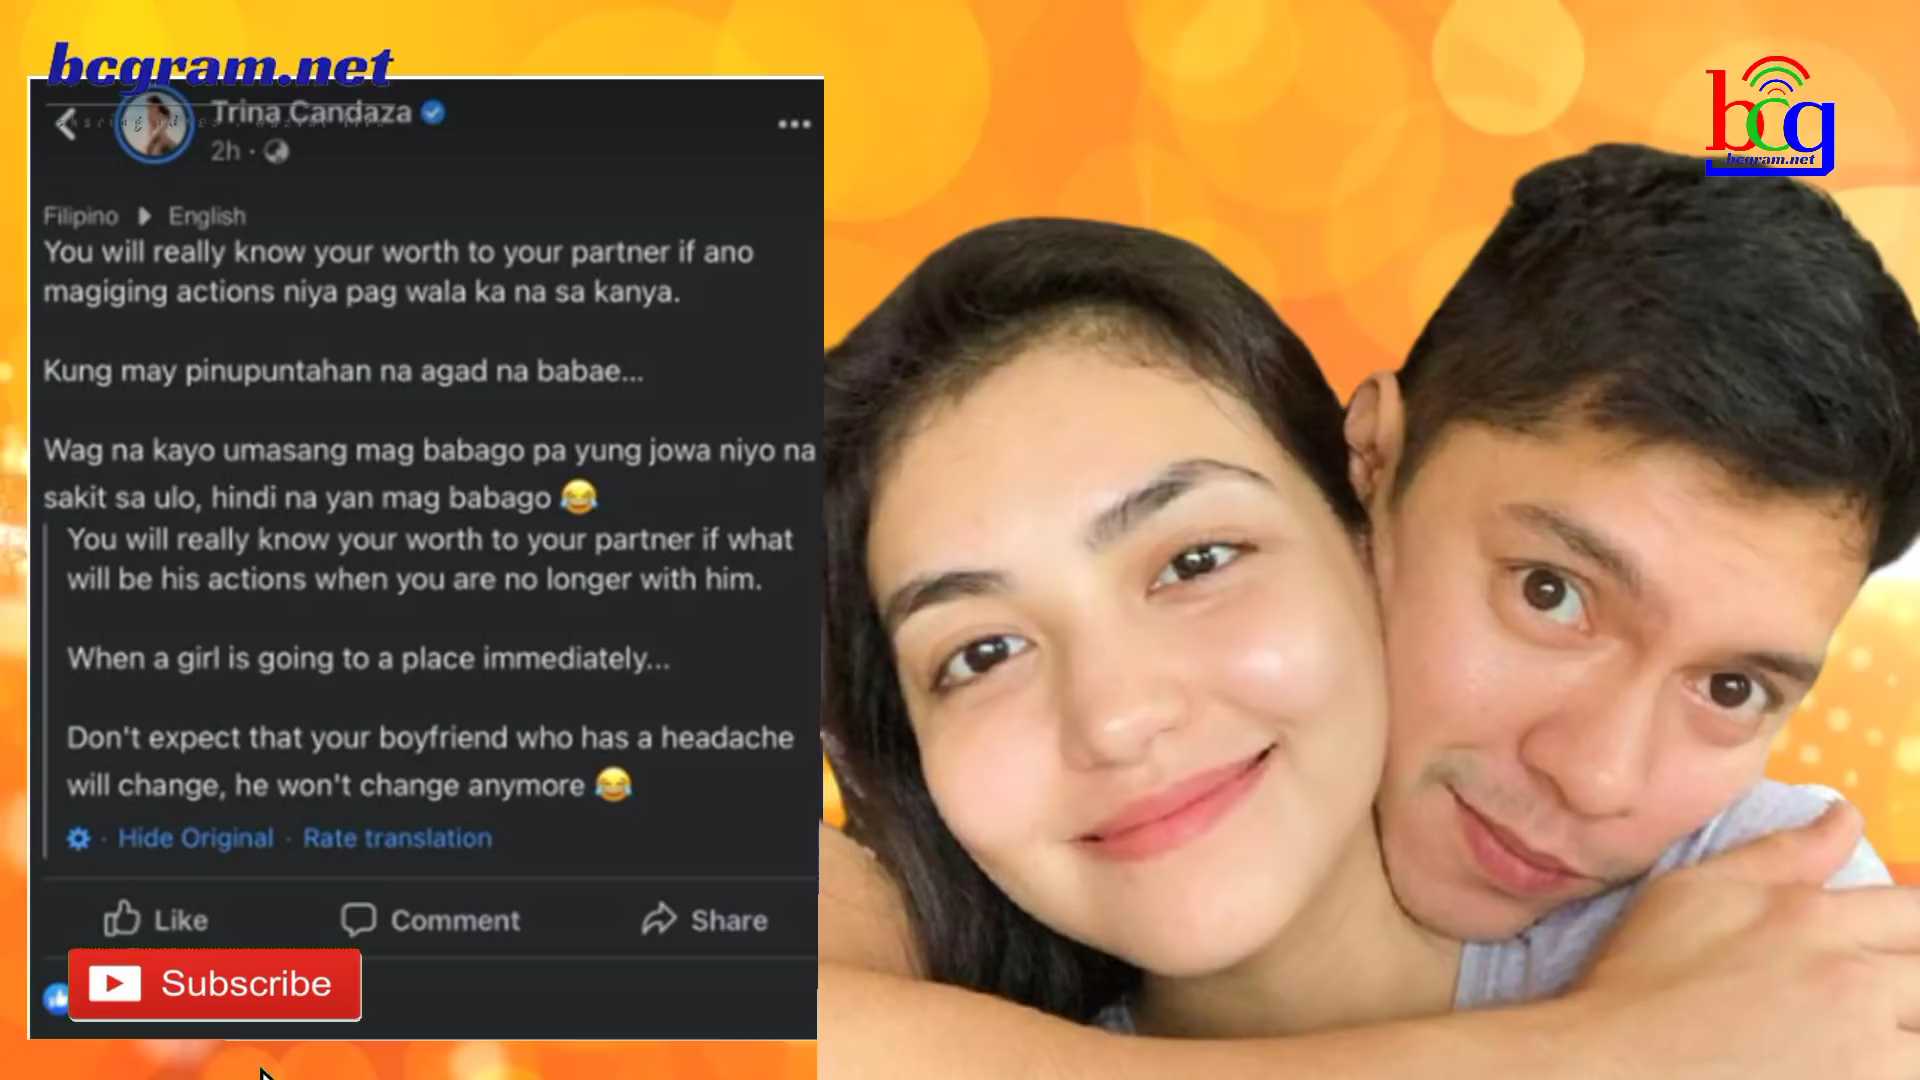 bcgram.net
Trina Candaza
2h ·
Filipino ▸ English
You will really know your worth to your partner if ano
magiging actions niya pag wala ka na sa kanya.
Kung may pinupuntahan na agad na babae...
Wag na kayo umasang mag babago pa yung jowa niyo na
sakit sa ulo, hindi na yan mag babago 😂
You will really know your worth to your partner if what
will be his actions when you are no longer with him.
When a girl is going to a place immediately...
Don't expect that your boyfriend who has a headache
will change, he won't change anymore 😂
· Hide Original · Rate translation
Like Comment Share
Subscribe
bcg
bcgram.net